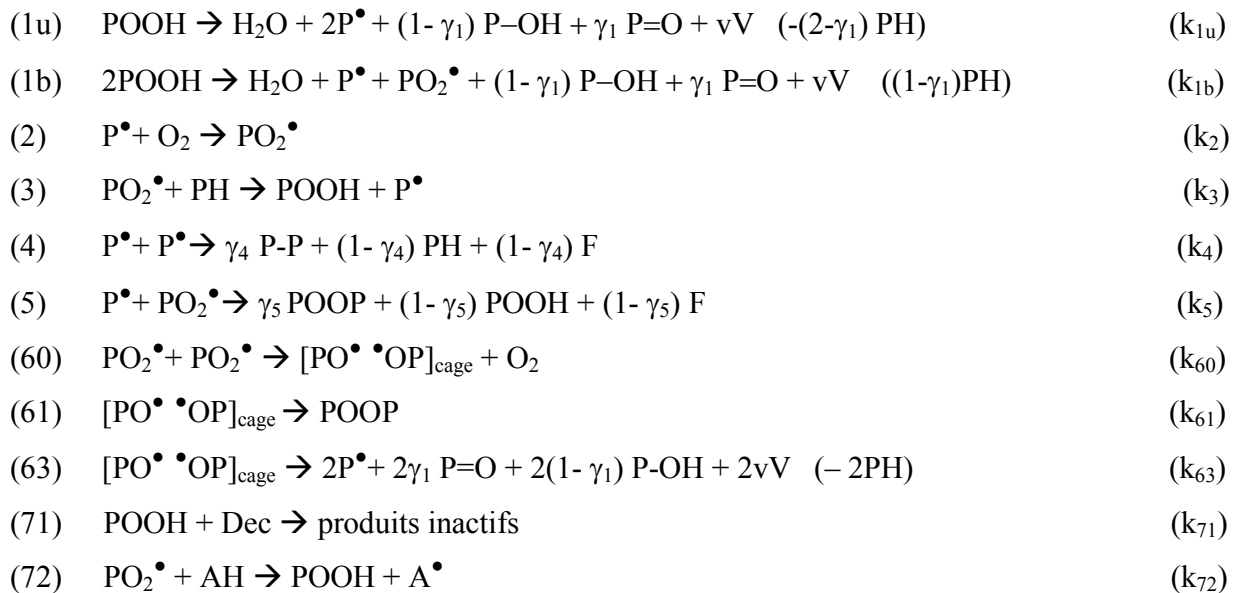 (1u) POOH → H₂O + 2P• + (1- γ₁) P–OH + γ₁ P=O + vV (-(2-γ₁) PH) (k₁ᵤ)
(1b) 2POOH → H₂O + P• + PO₂• + (1- γ₁) P–OH + γ₁ P=O + vV ((1-γ₁)PH) (k₁b)
(2) P•+ O₂ → PO₂• (k₂)
(3) PO₂•+ PH → POOH + P• (k₃)
(4) P•+ P•→ γ₄ P-P + (1- γ₄) PH + (1- γ₄) F (k₄)
(5) P•+ PO₂•→ γ₅ POOP + (1- γ₅) POOH + (1- γ₅) F (k₅)
(60) PO₂•+ PO₂• → [PO• •OP]cage + O₂ (k₆₀)
(61) [PO• •OP]cage → POOP (k₆₁)
(63) [PO• •OP]cage → 2P•+ 2γ₁ P=O + 2(1- γ₁) P-OH + 2vV (– 2PH) (k₆₃)
(71) POOH + Dec → produits inactifs (k₇₁)
(72) PO₂• + AH → POOH + A• (k₇₂)